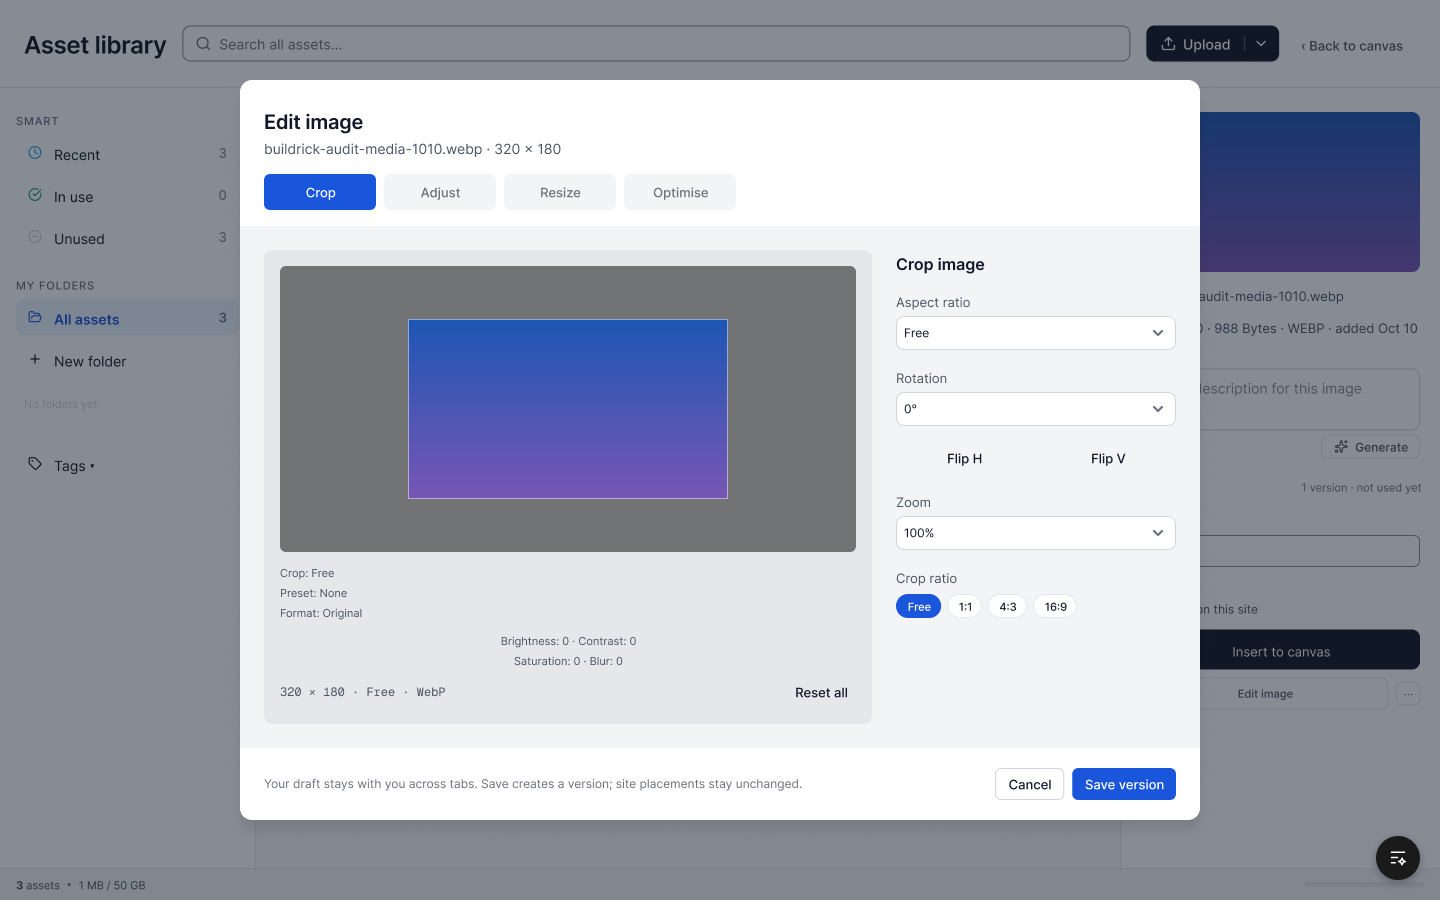 Asset library
Search all assets...
Upload
‹ Back to canvas
SMART
Recent 3
In use 0
Unused 3
MY FOLDERS
All assets 3
New folder
No folders yet
Tags ▾
Edit image
buildrick-audit-media-1010.webp · 320 × 180
Crop
Adjust
Resize
Optimise
Crop: Free
Preset: None
Format: Original
Brightness: 0 · Contrast: 0
Saturation: 0 · Blur: 0
320 × 180 · Free · WebP
Reset all
Crop image
Aspect ratio
Free
Rotation
0°
Flip H
Flip V
Zoom
100%
Crop ratio
Free
1:1
4:3
16:9
Your draft stays with you across tabs. Save creates a version; site placements stay unchanged.
Cancel
Save version
audit-media-1010.webp
· 988 Bytes · WEBP · added Oct 10
description for this image
Generate
1 version · not used yet
on this site
Insert to canvas
Edit image
...
3 assets • 1 MB / 50 GB